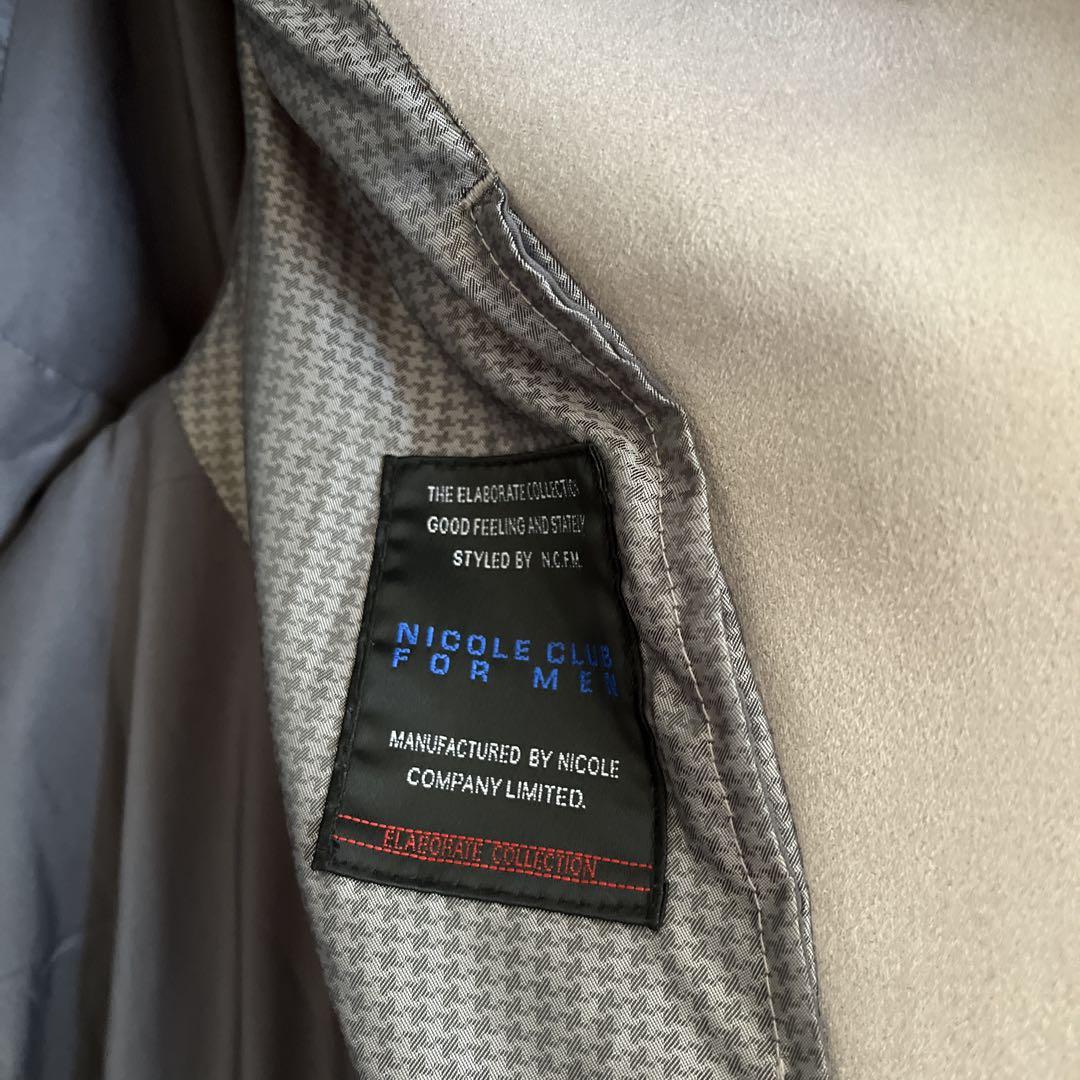 THE ELABORATE COLLECTION
GOOD FEELING AND STATELY
STYLED BY N.C.F.M.
NICOLE CLUB
FOR MEN
MANUFACTURED BY NICOLE
COMPANY LIMITED.
ELABORATE COLLECTION